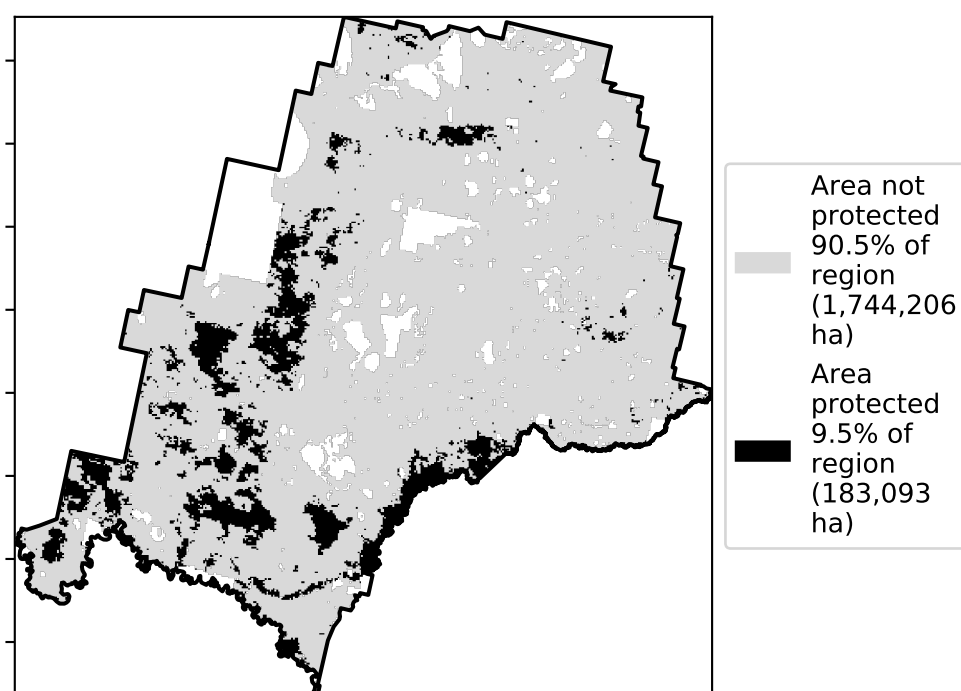 Area not
protected
90.5% of
region
(1,744,206
ha)
Area
protected
9.5% of
region
(183,093
ha)